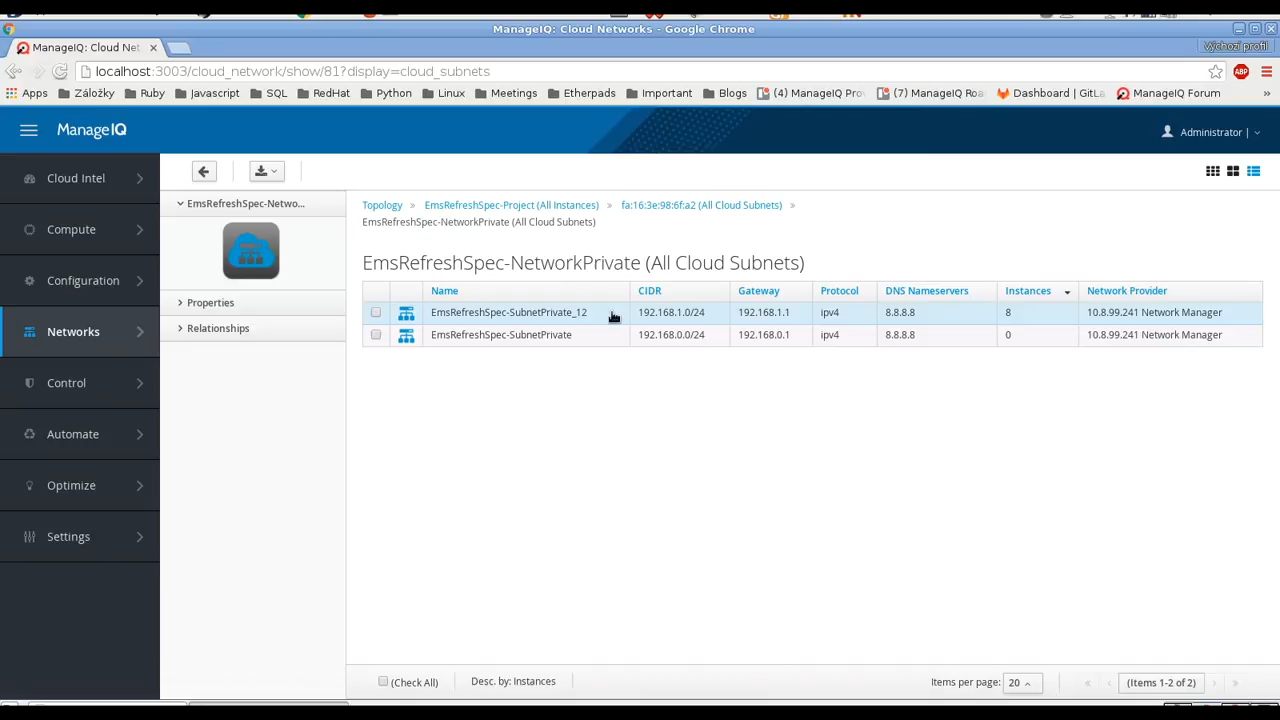 ManageIQ: Cloud Networks - Google Chrome
ManageIQ: Cloud Net
Výchozí profil
localhost:3003/cloud_network/show/81?display=cloud_subnets
ABP
Apps Záložky Ruby Javascript SQL RedHat Python Linux Meetings Etherpads Important Blogs (4) ManageIQ Pro (7) ManageIQ Roa Dashboard | GitLa ManageIQ Forum »
ManageIQ
Administrator |
Cloud Intel
Compute
Configuration
Networks
Control
Automate
Optimize
Settings
EmsRefreshSpec-Netwo...
Properties
Relationships
Topology » EmsRefreshSpec-Project (All Instances) » fa:16:3e:98:6f:a2 (All Cloud Subnets) »
EmsRefreshSpec-NetworkPrivate (All Cloud Subnets)
EmsRefreshSpec-NetworkPrivate (All Cloud Subnets)
Name CIDR Gateway Protocol DNS Nameservers Instances Network Provider
EmsRefreshSpec-SubnetPrivate_12 192.168.1.0/24 192.168.1.1 ipv4 8.8.8.8 8 10.8.99.241 Network Manager
EmsRefreshSpec-SubnetPrivate 192.168.0.0/24 192.168.0.1 ipv4 8.8.8.8 0 10.8.99.241 Network Manager
(Check All) Desc. by: Instances Items per page: 20 « ‹ (Items 1-2 of 2) › »